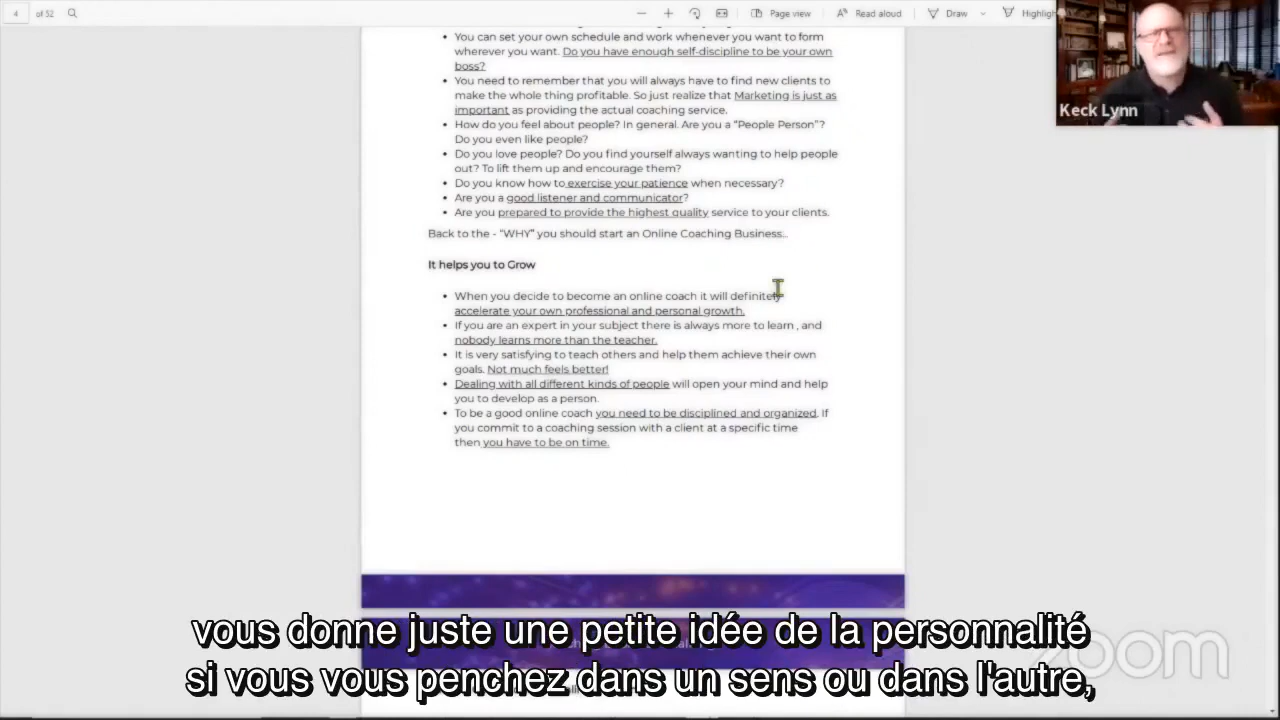 4 of 52 Page view Read aloud Draw Highligh
You can set your own schedule and work whenever you want to form
wherever you want. Do you have enough self-discipline to be your own
boss?
You need to remember that you will always have to find new clients to
make the whole thing profitable. So just realize that Marketing is just as
important as providing the actual coaching service.
Keck Lynn
How do you feel about people? In general. Are you a “People Person”?
Do you even like people?
Do you love people? Do you find yourself always wanting to help people
out? To lift them up and encourage them?
Do you know how to exercise your patience when necessary?
Are you a good listener and communicator?
Are you prepared to provide the highest quality service to your clients.
Back to the - “WHY” you should start an Online Coaching Business..
It helps you to Grow
When you decide to become an online coach it will definitely
accelerate your own professional and personal growth.
If you are an expert in your subject there is always more to learn , and
nobody learns more than the teacher.
It is very satisfying to teach others and help them achieve their own
goals. Not much feels better!
Dealing with all different kinds of people will open your mind and help
you to develop as a person.
To be a good online coach you need to be disciplined and organized. If
you commit to a coaching session with a client at a specific time
then you have to be on time.
vous donne juste une petite idée de la personnalité
si vous vous penchez dans un sens ou dans l'autre,
zoom